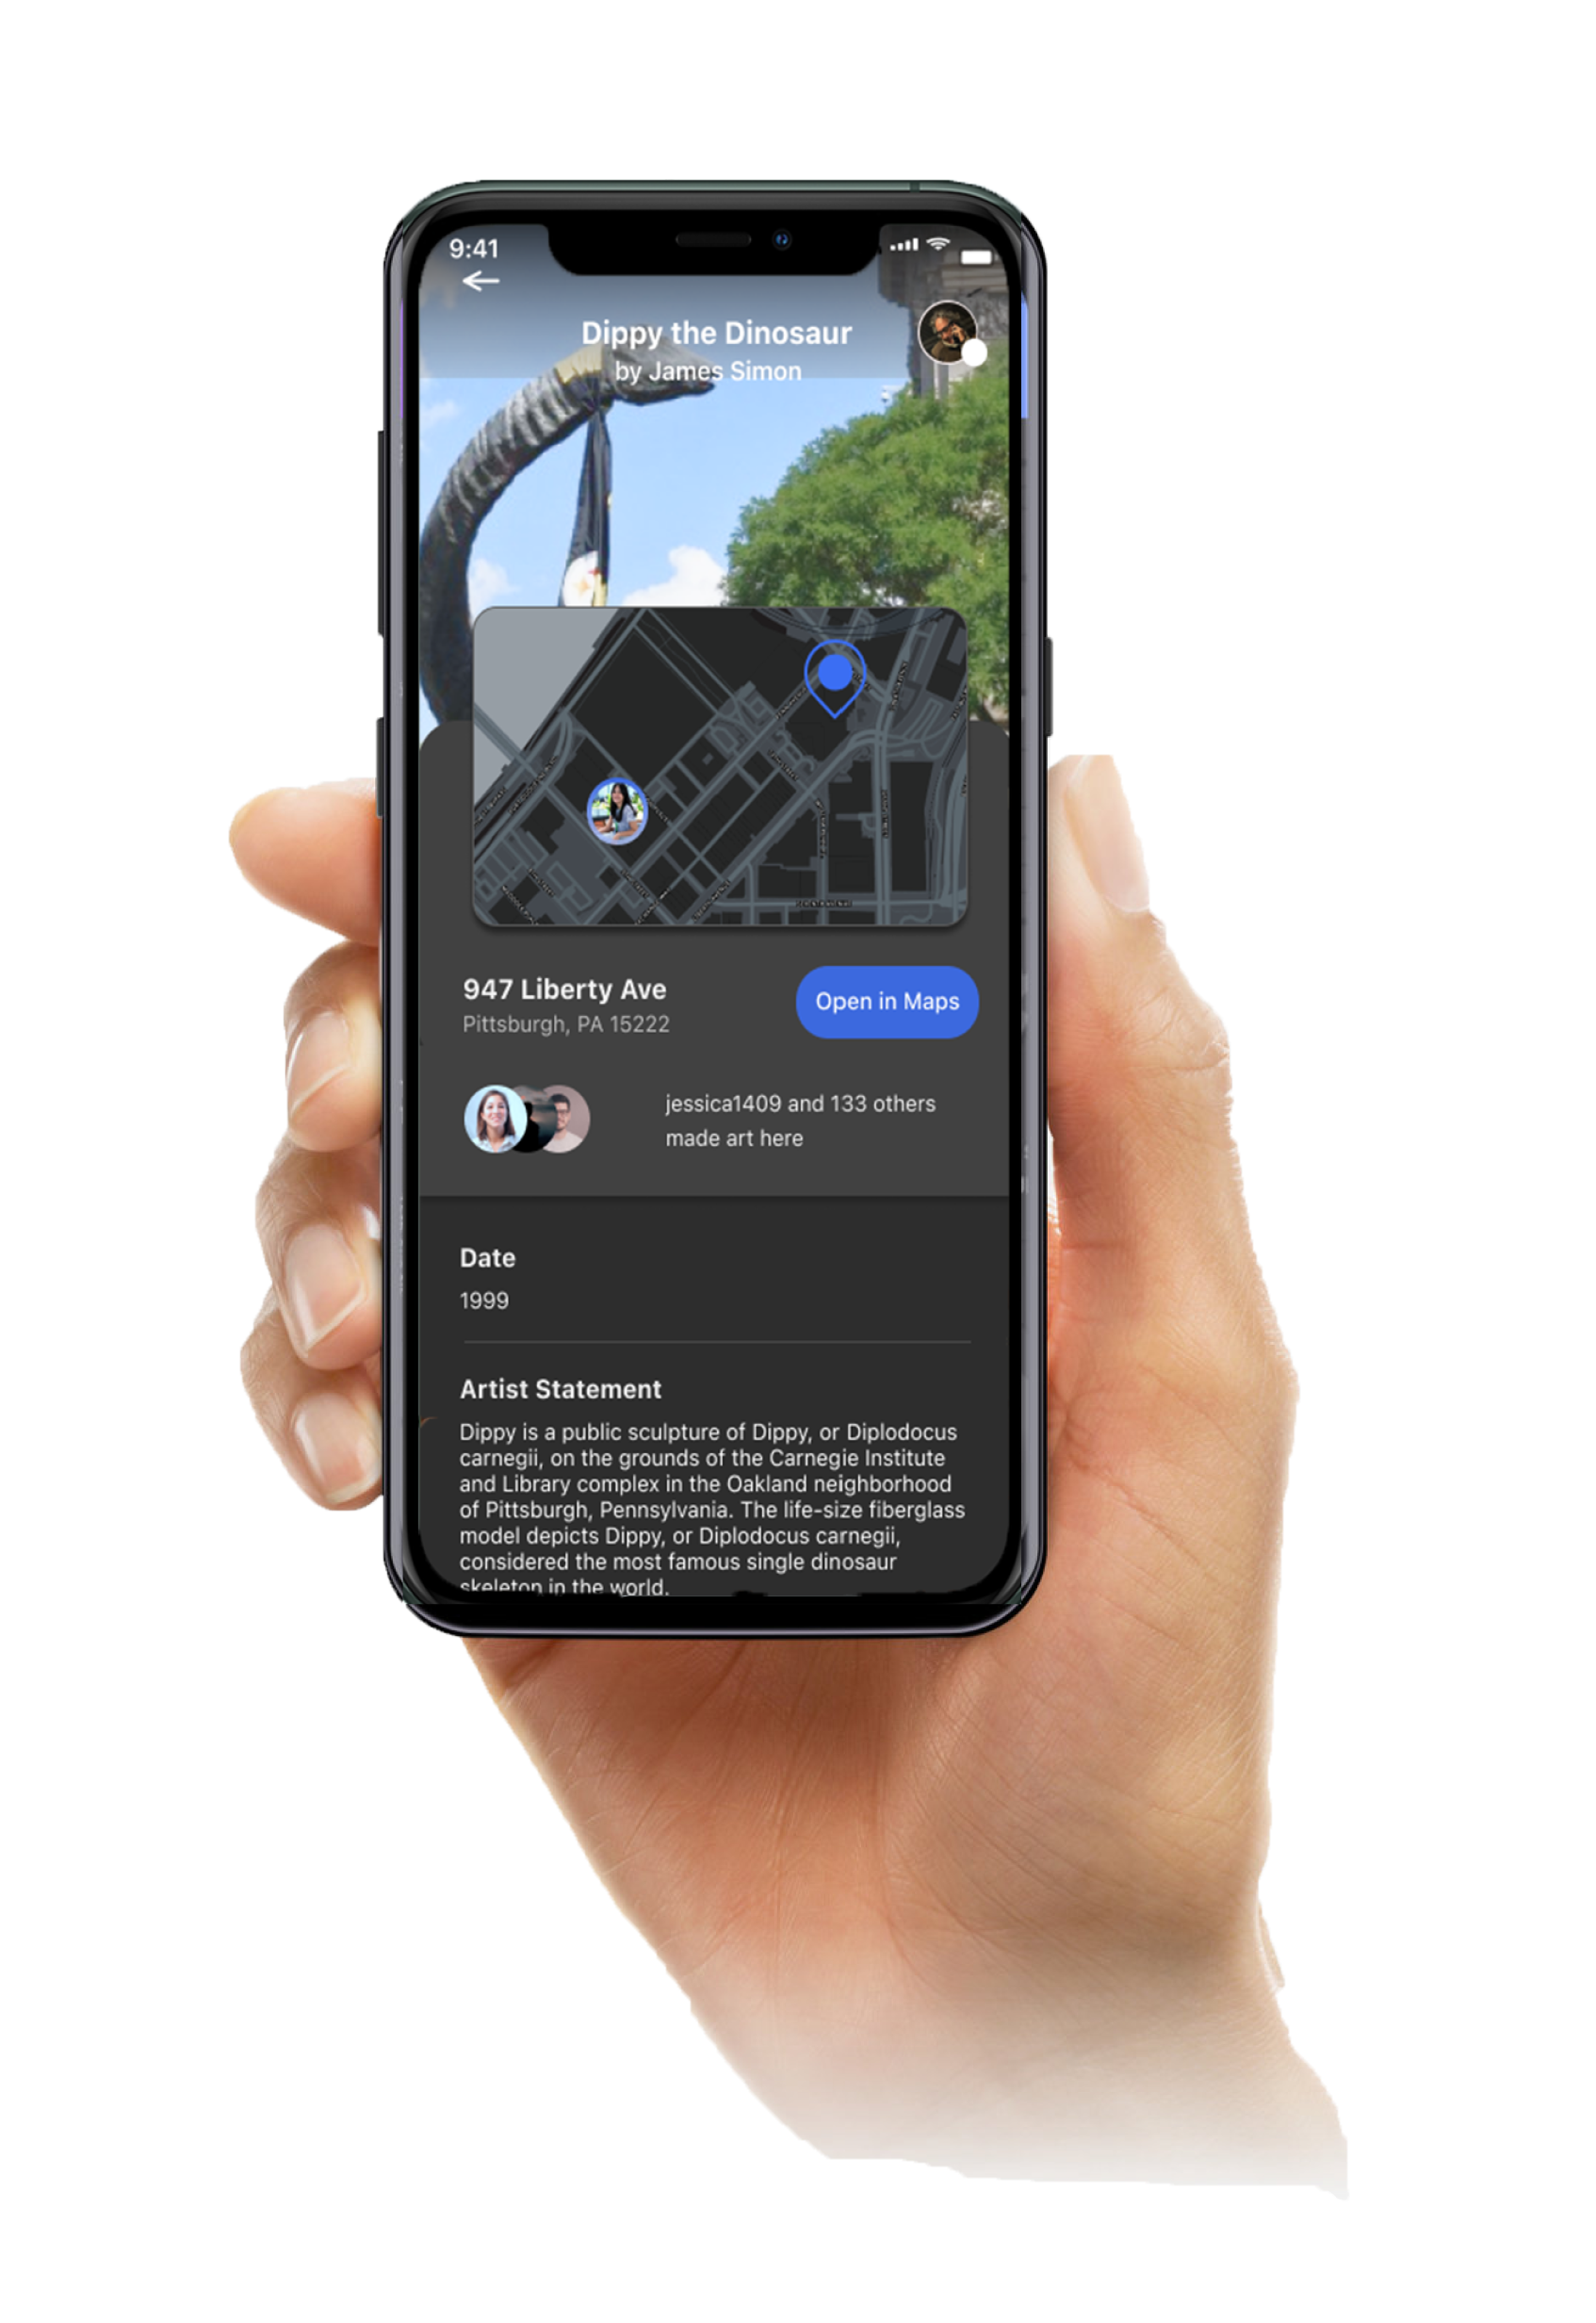 9:41
Dippy the Dinosaur
by James Simon
947 Liberty Ave
Pittsburgh, PA 15222
Open in Maps
jessica1409 and 133 others
made art here
Date
1999
Artist Statement
Dippy is a public sculpture of Dippy, or Diplodocus
carnegii, on the grounds of the Carnegie Institute
and Library complex in the Oakland neighborhood
of Pittsburgh, Pennsylvania. The life-size fiberglass
model depicts Dippy, or Diplodocus carnegii,
considered the most famous single dinosaur
skeleton in the world.